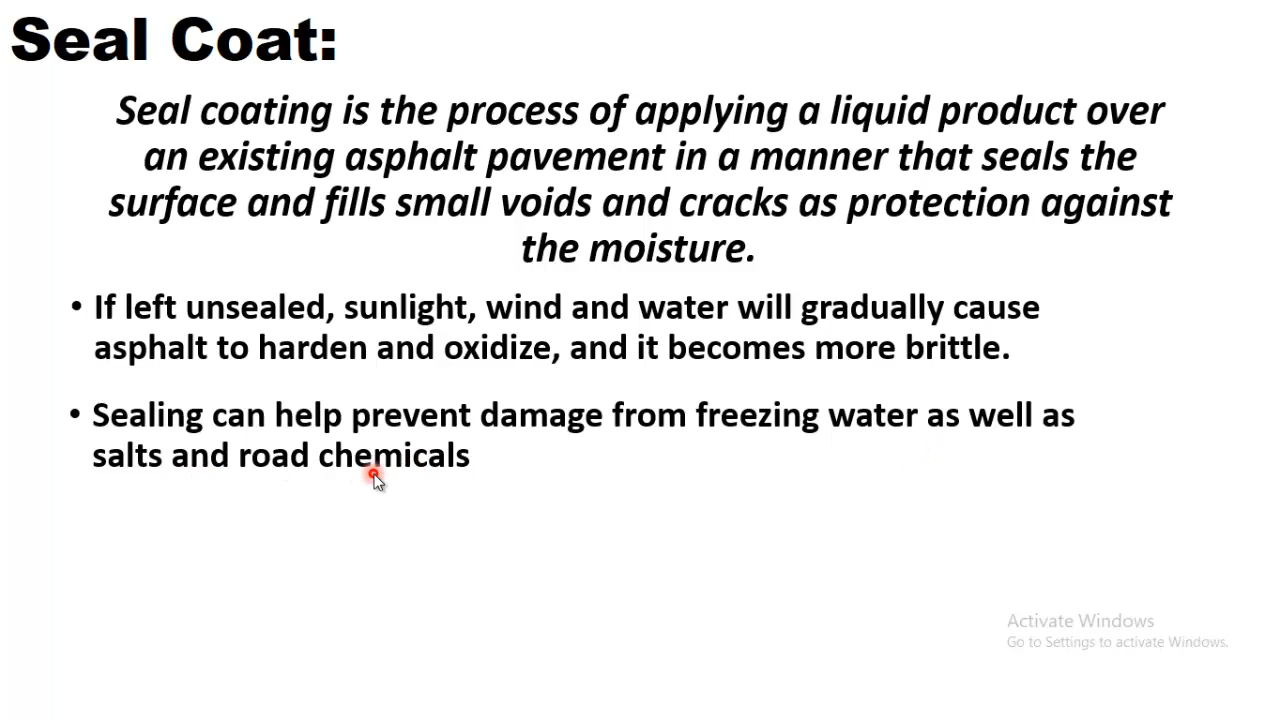 Seal Coat:
Seal coating is the process of applying a liquid product over
an existing asphalt pavement in a manner that seals the
surface and fills small voids and cracks as protection against
the moisture.
• If left unsealed, sunlight, wind and water will gradually cause
asphalt to harden and oxidize, and it becomes more brittle.
• Sealing can help prevent damage from freezing water as well as
salts and road chemicals
Activate Windows
Go to Settings to activate Windows.